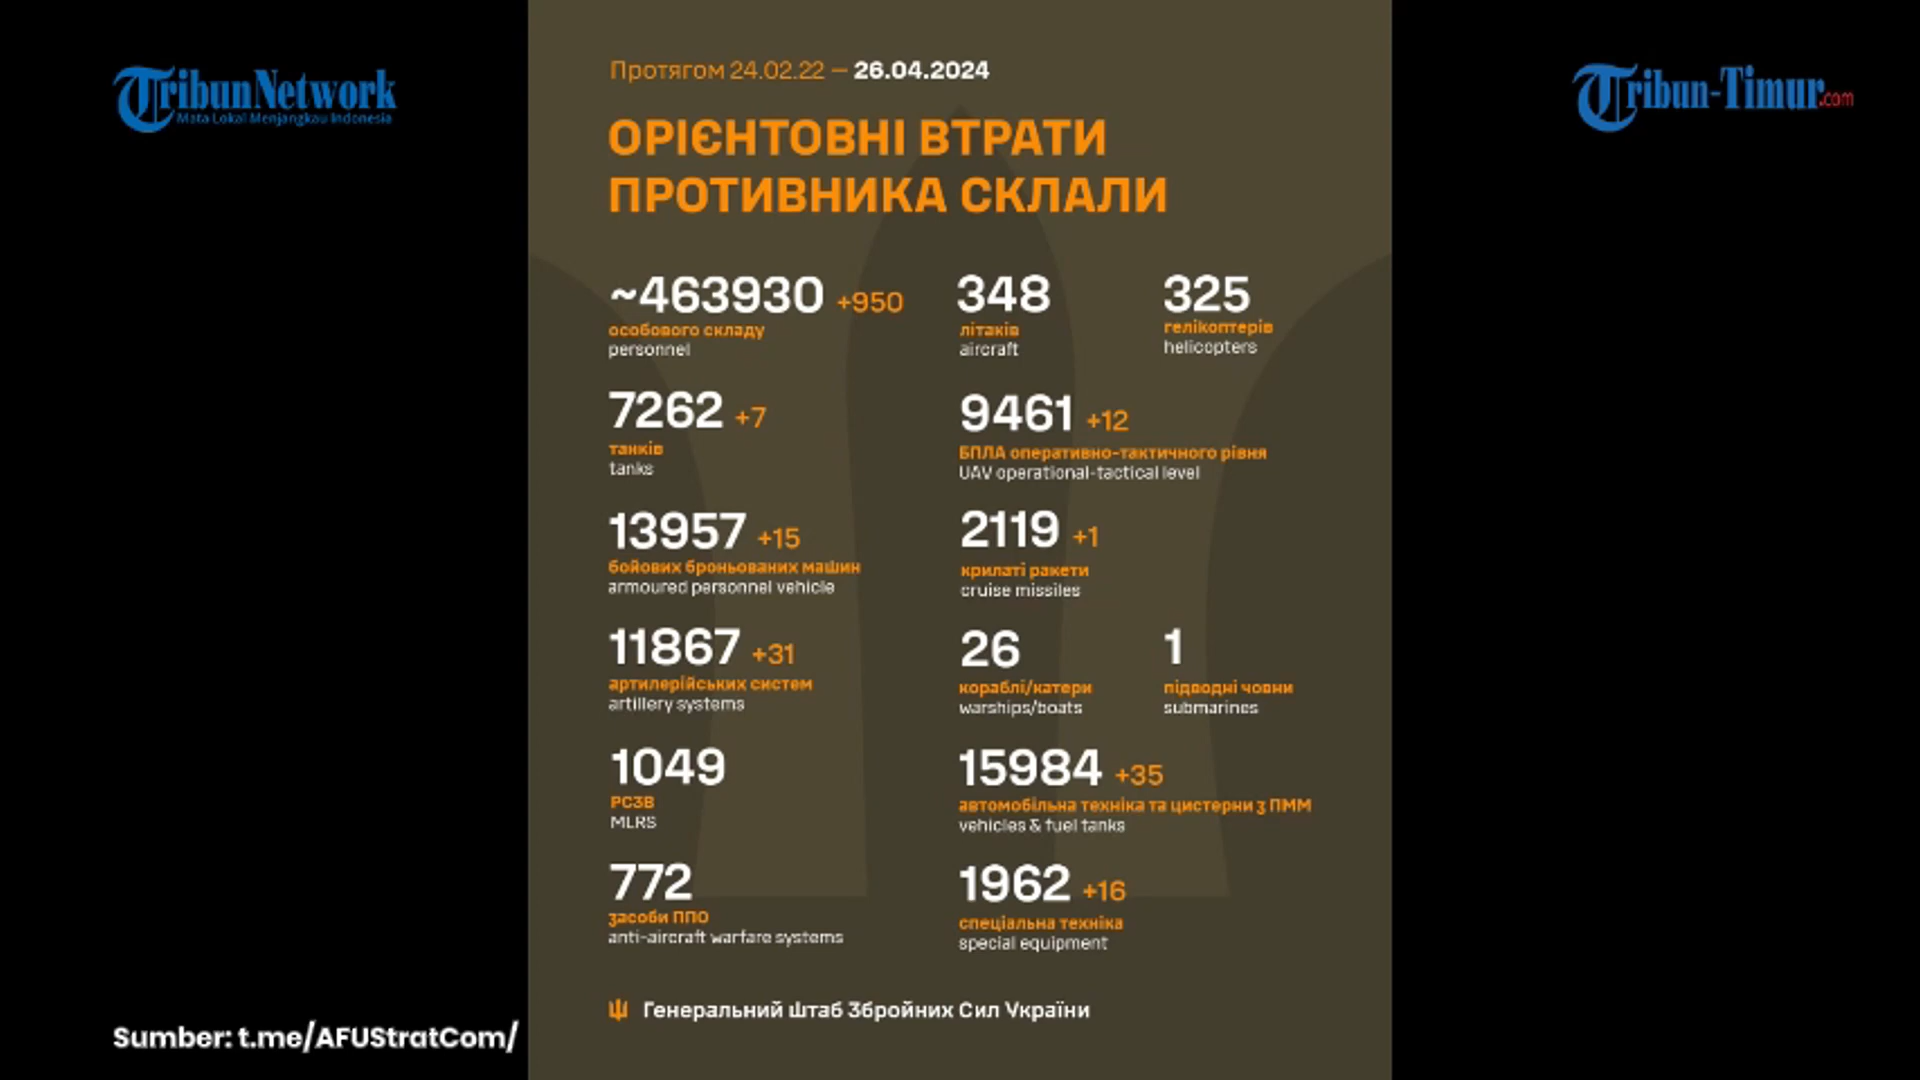 TribunNetwork
Mata Lokal Menjangkau Indonesia
Tribun-Timur.com
Протягом 24.02.22 — 26.04.2024
ОРІЄНТОВНІ ВТРАТИ
ПРОТИВНИКА СКЛАЛИ
~463930 +950
особового складу
personnel
348
літаків
aircraft
325
гелікоптерів
helicopters
7262 +7
танків
tanks
9461 +12
БПЛА оперативно-тактичного рівня
UAV operational-tactical level
13957 +15
бойових броньованих машин
armoured personnel vehicle
2119 +1
крилаті ракети
cruise missiles
11867 +31
артилерійських систем
artillery systems
26
кораблі/катери
warships/boats
1
підводні човни
submarines
1049
РСЗВ
MLRS
15984 +35
автомобільна техніка та цистерни з ПММ
vehicles & fuel tanks
772
засоби ППО
anti-aircraft warfare systems
1962 +16
спеціальна техніка
special equipment
Генеральний штаб Збройних Сил України
Sumber: t.me/AFUStratCom/